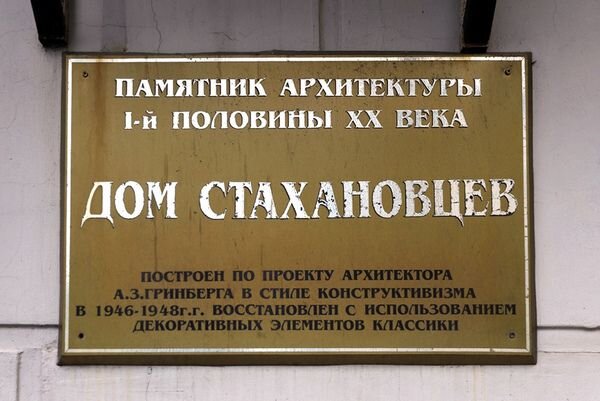 ПАМЯТНИК АРХИТЕКТУРЫ
I-й ПОЛОВИНЫ XX ВЕКА
ДОМ СТАХАНОВЦЕВ
ПОСТРОЕН ПО ПРОЕКТУ АРХИТЕКТОРА
А.З.ГРИНБЕРГА В СТИЛЕ КОНСТРУКТИВИЗМА
В 1946-1948г.г. ВОССТАНОВЛЕН С ИСПОЛЬЗОВАНИЕМ
ДЕКОРАТИВНЫХ ЭЛЕМЕНТОВ КЛАССИКИ